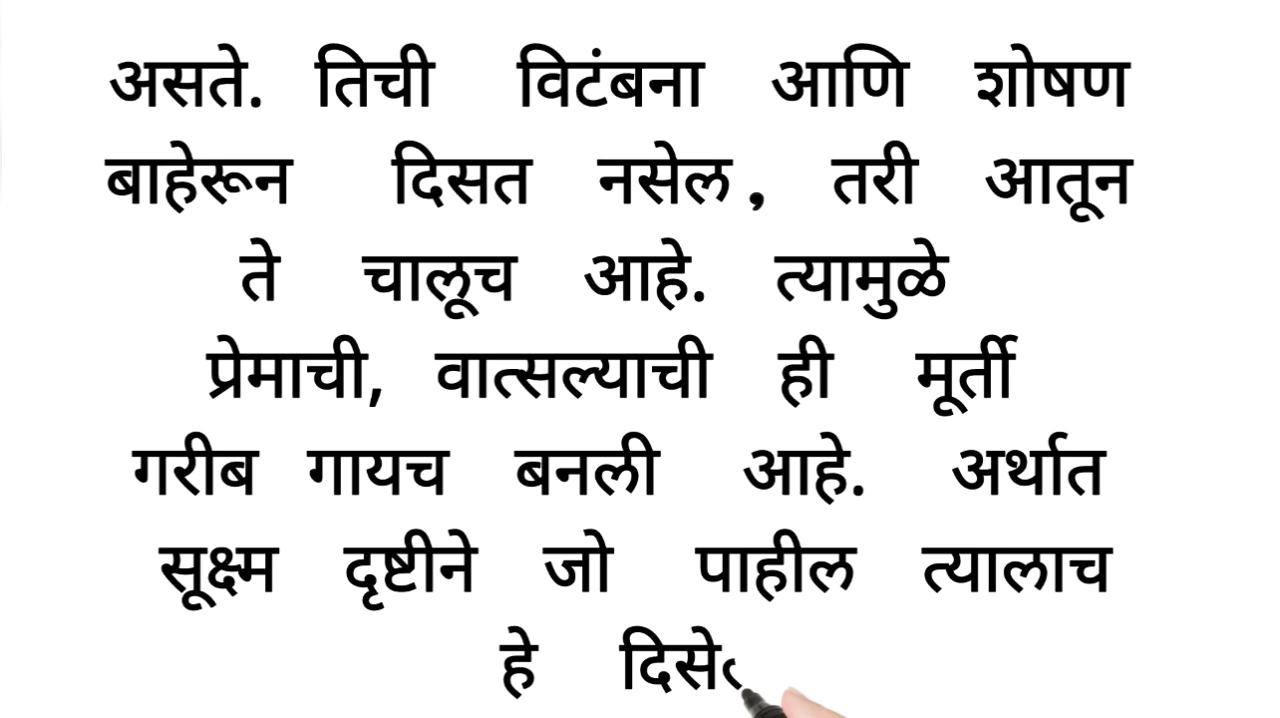 असते. तिची विटंबना आणि शोषण
बाहेरून दिसत नसेल, तरी आतून
ते चालूच आहे. त्यामुळे
प्रेमाची, वात्सल्याची ही मूर्ती
गरीब गायच बनली आहे. अर्थात
सूक्ष्म दृष्टीने जो पाहील त्यालाच
हे